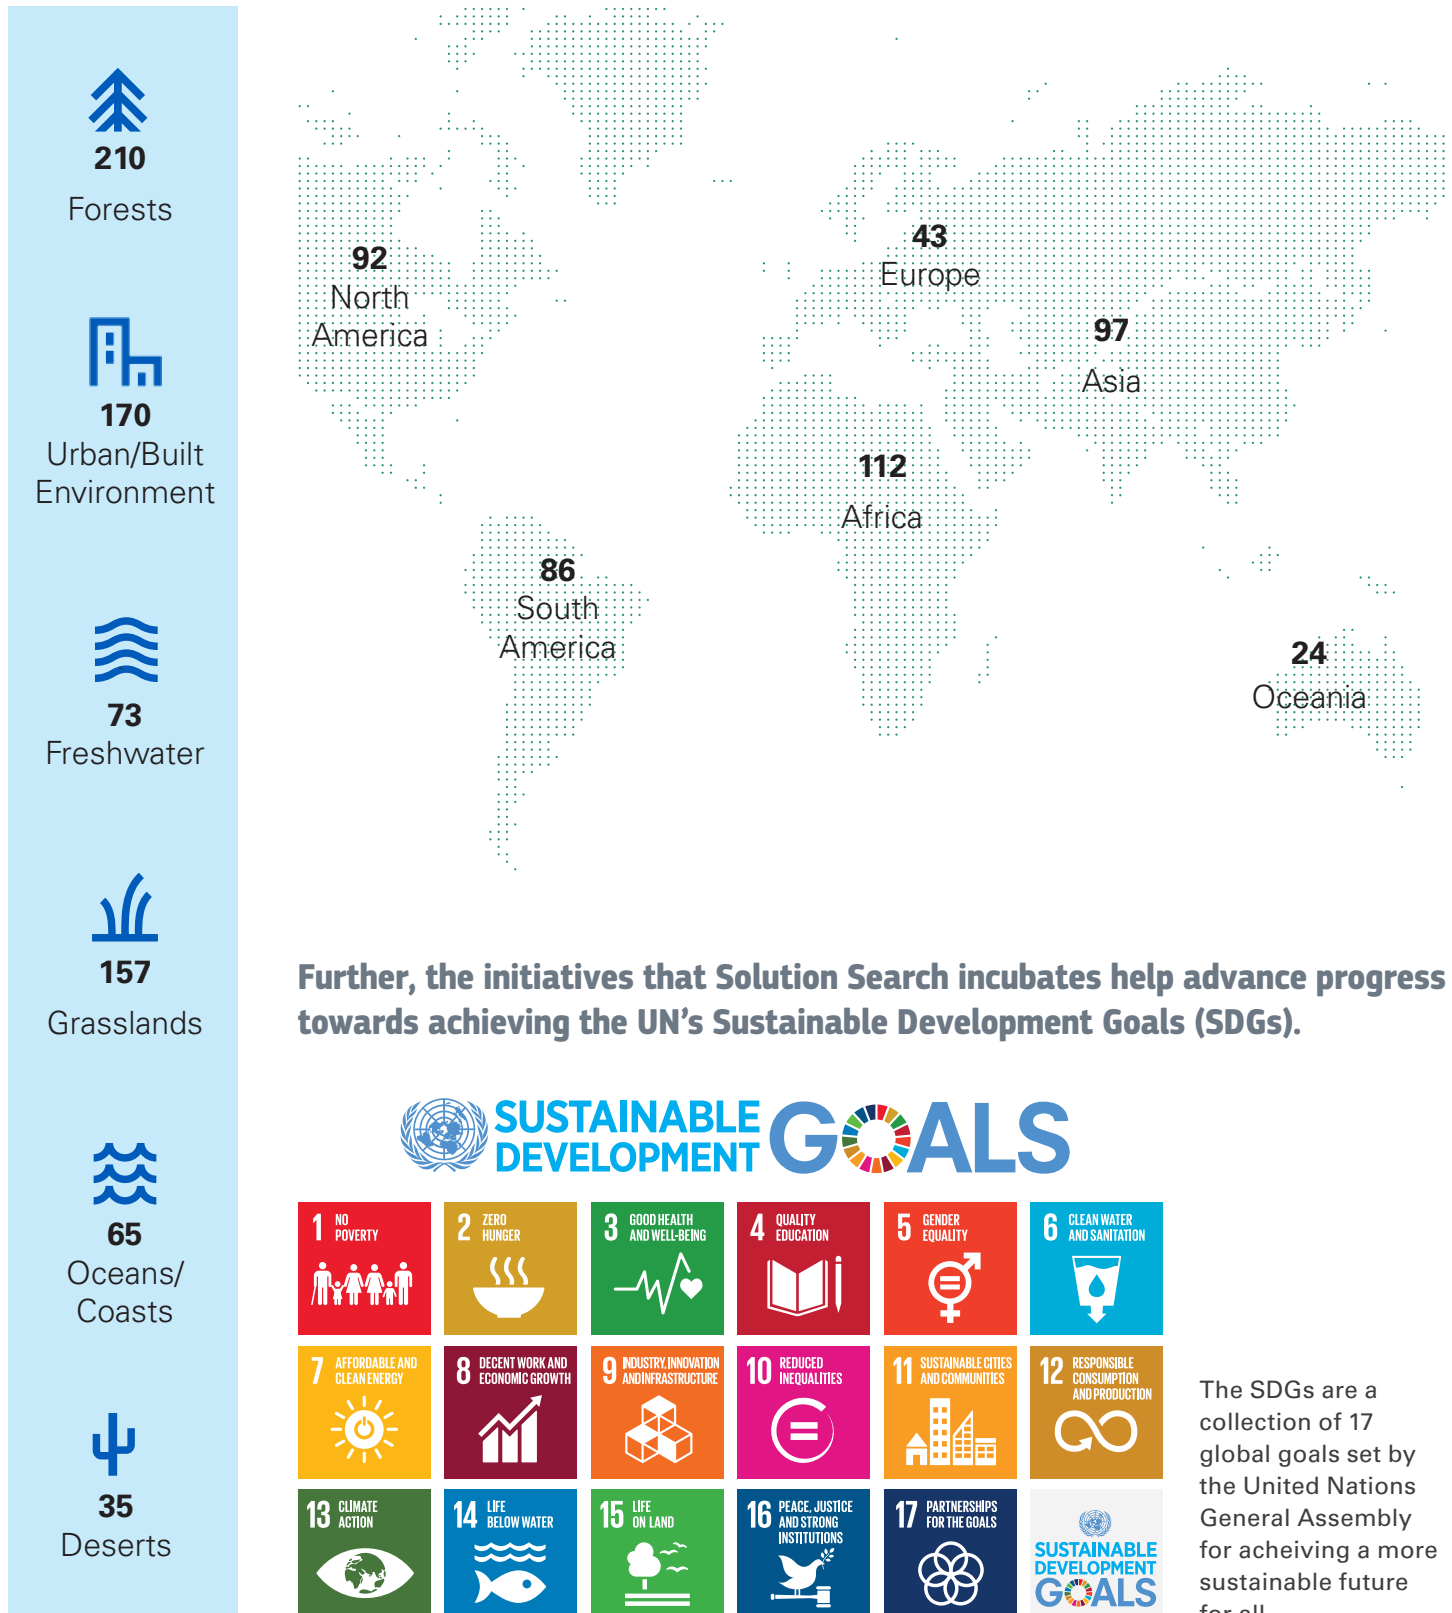 210
Forests
170
Urban/Built
Environment
73
Freshwater
157
Grasslands
65
Oceans/
Coasts
35
Deserts
92
North
America
43
Europe
97
Asia
112
Africa
86
South
America
24
Oceania
Further, the initiatives that Solution Search incubates help advance progress
towards achieving the UN's Sustainable Development Goals (SDGs).
SUSTAINABLE
DEVELOPMENT
GOALS
1 NO
POVERTY
2 ZERO
HUNGER
3 GOOD HEALTH
AND WELL-BEING
4 QUALITY
EDUCATION
5 GENDER
EQUALITY
6 CLEAN WATER
AND SANITATION
7 AFFORDABLE AND
CLEAN ENERGY
8 DECENT WORK AND
ECONOMIC GROWTH
9 INDUSTRY, INNOVATION
AND INFRASTRUCTURE
10 REDUCED
INEQUALITIES
11 SUSTAINABLE CITIES
AND COMMUNITIES
12 RESPONSIBLE
CONSUMPTION
AND PRODUCTION
13 CLIMATE
ACTION
14 LIFE
BELOW WATER
15 LIFE
ON LAND
16 PEACE, JUSTICE
AND STRONG
INSTITUTIONS
17 PARTNERSHIPS
FOR THE GOALS
SUSTAINABLE
DEVELOPMENT
GOALS
The SDGs are a
collection of 17
global goals set by
the United Nations
General Assembly
for acheiving a more
sustainable future
for all